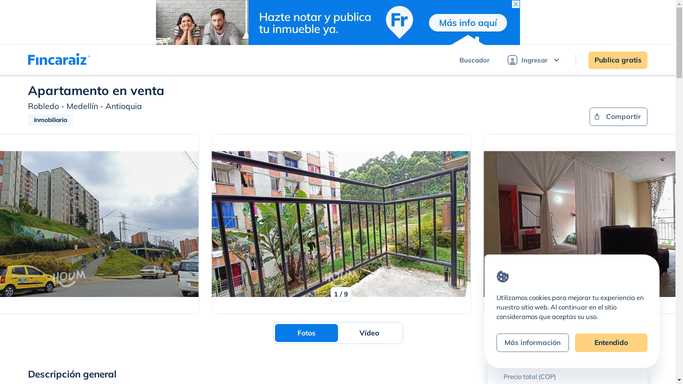 Hazte notar y publica
tu inmueble ya.
Fr
Más info aquí
Fincaraiz
Buscador
Ingresar
Publica gratis
Apartamento en venta
Robledo - Medellín - Antioquia
Inmobiliaria
Compartir
HOUM
HOUM
1 / 9
Fotos
Vídeo
Utilizamos cookies para mejorar tu experiencia en
nuestro sitio web. Al continuar en el sitio
consideramos que aceptas su uso.
Más información
Entendido
Descripción general
Precio total (COP)